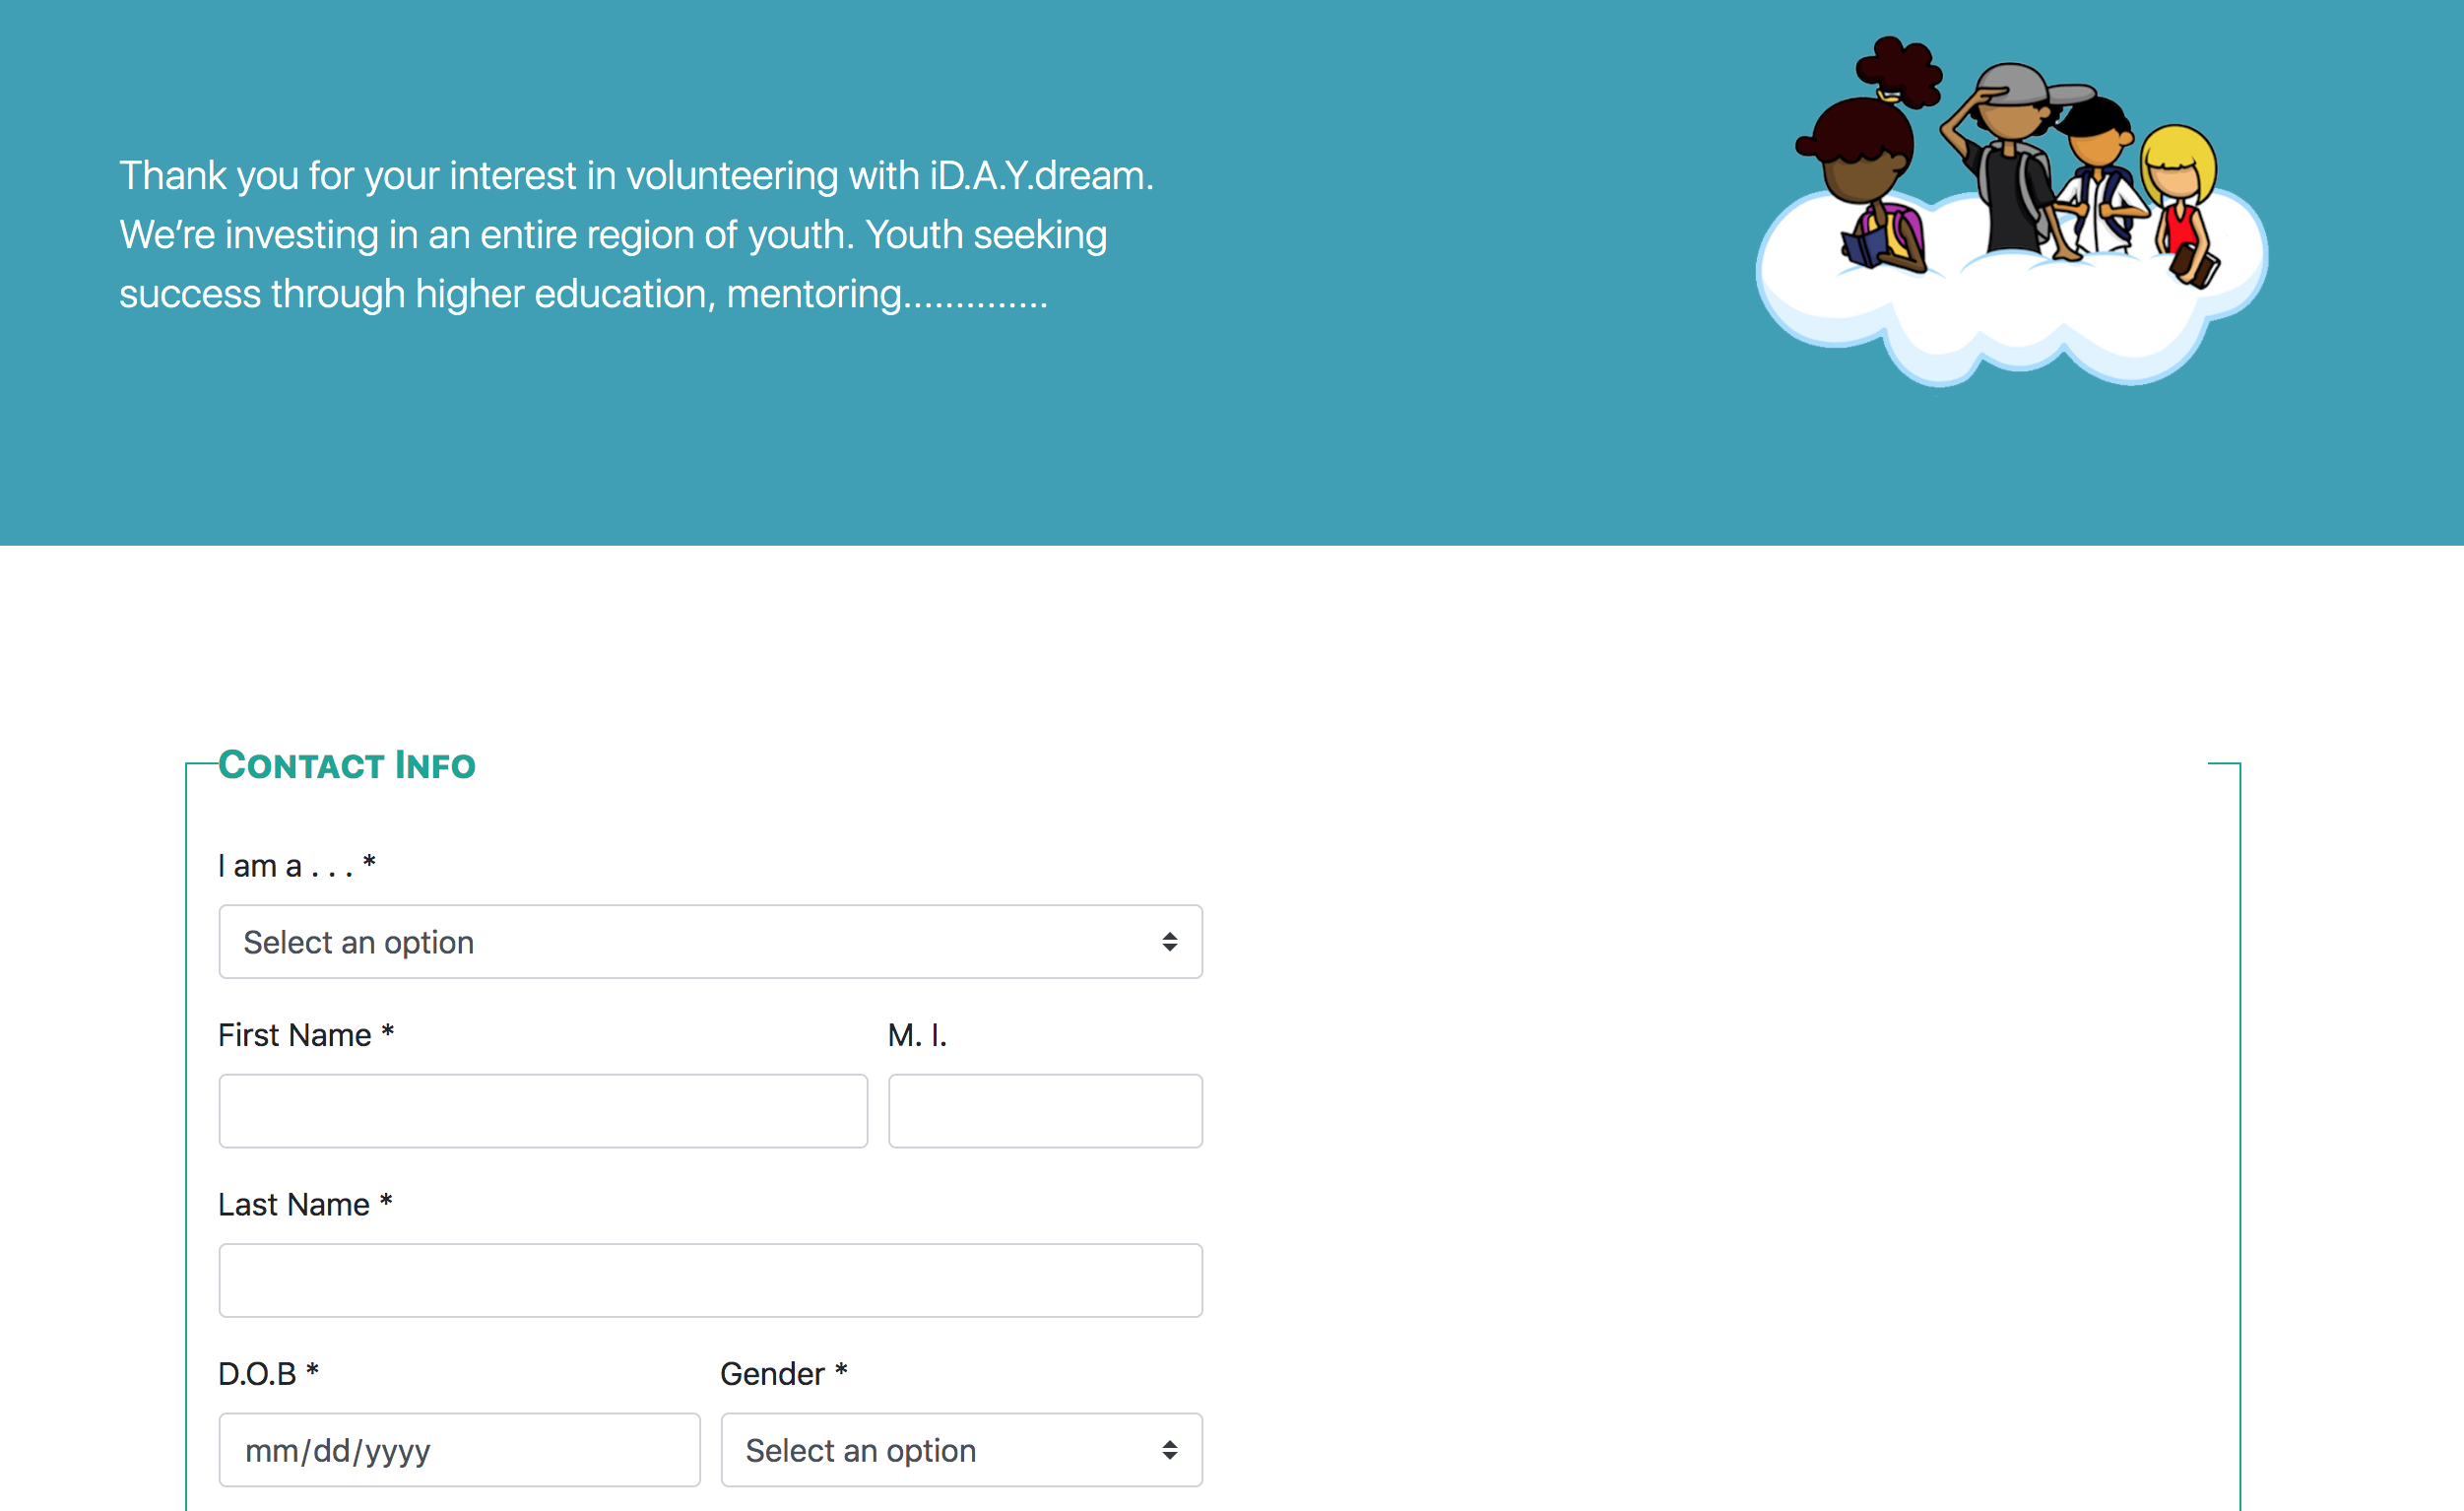 Thank you for your interest in volunteering with iD.A.Y.dream.
We’re investing in an entire region of youth. Youth seeking
success through higher education, mentoring..............
Contact Info
I am a . . . *
Select an option
First Name * M. I.
Last Name *
D.O.B * Gender *
mm/dd/yyyy Select an option